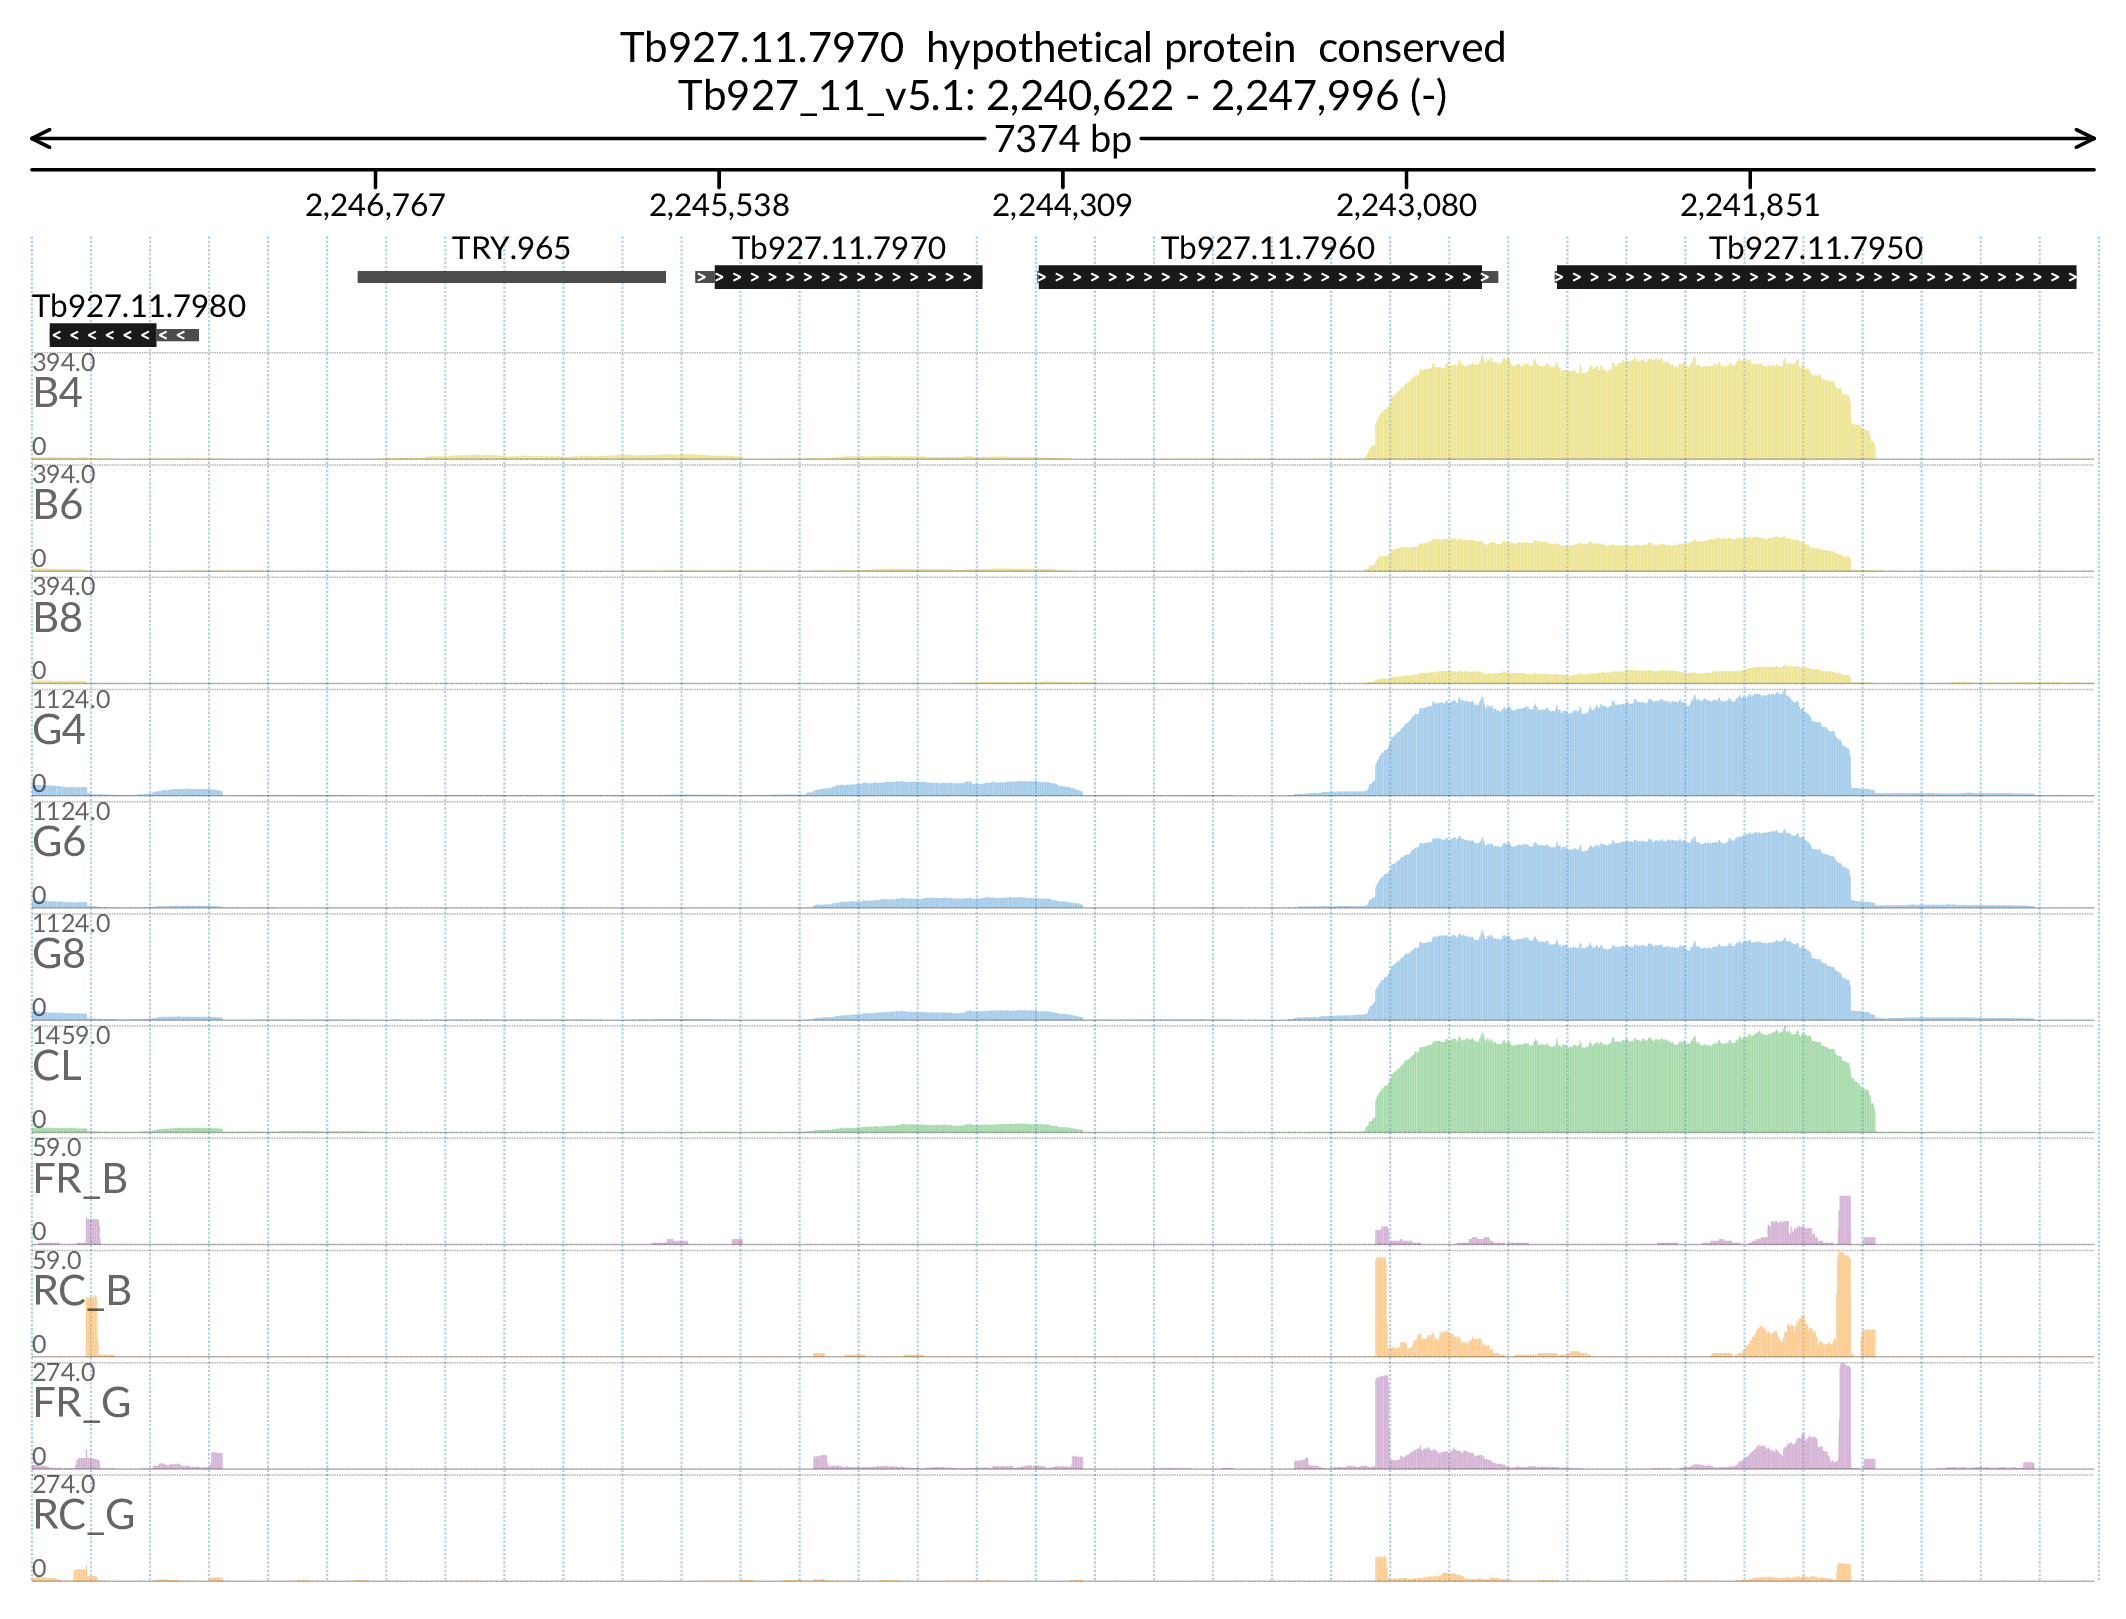 Tb927.11.7970  hypothetical protein  conserved
Tb927_11_v5.1: 2,240,622 - 2,247,996 (-)
7374 bp
2,246,767 2,245,538 2,244,309 2,243,080 2,241,851
TRY.965 Tb927.11.7970 Tb927.11.7960 Tb927.11.7950
Tb927.11.7980
394.0
B4
0
394.0
B6
0
394.0
B8
0
1124.0
G4
0
1124.0
G6
0
1124.0
G8
0
1459.0
CL
0
59.0
FR_B
0
59.0
RC_B
0
274.0
FR_G
0
274.0
RC_G
0